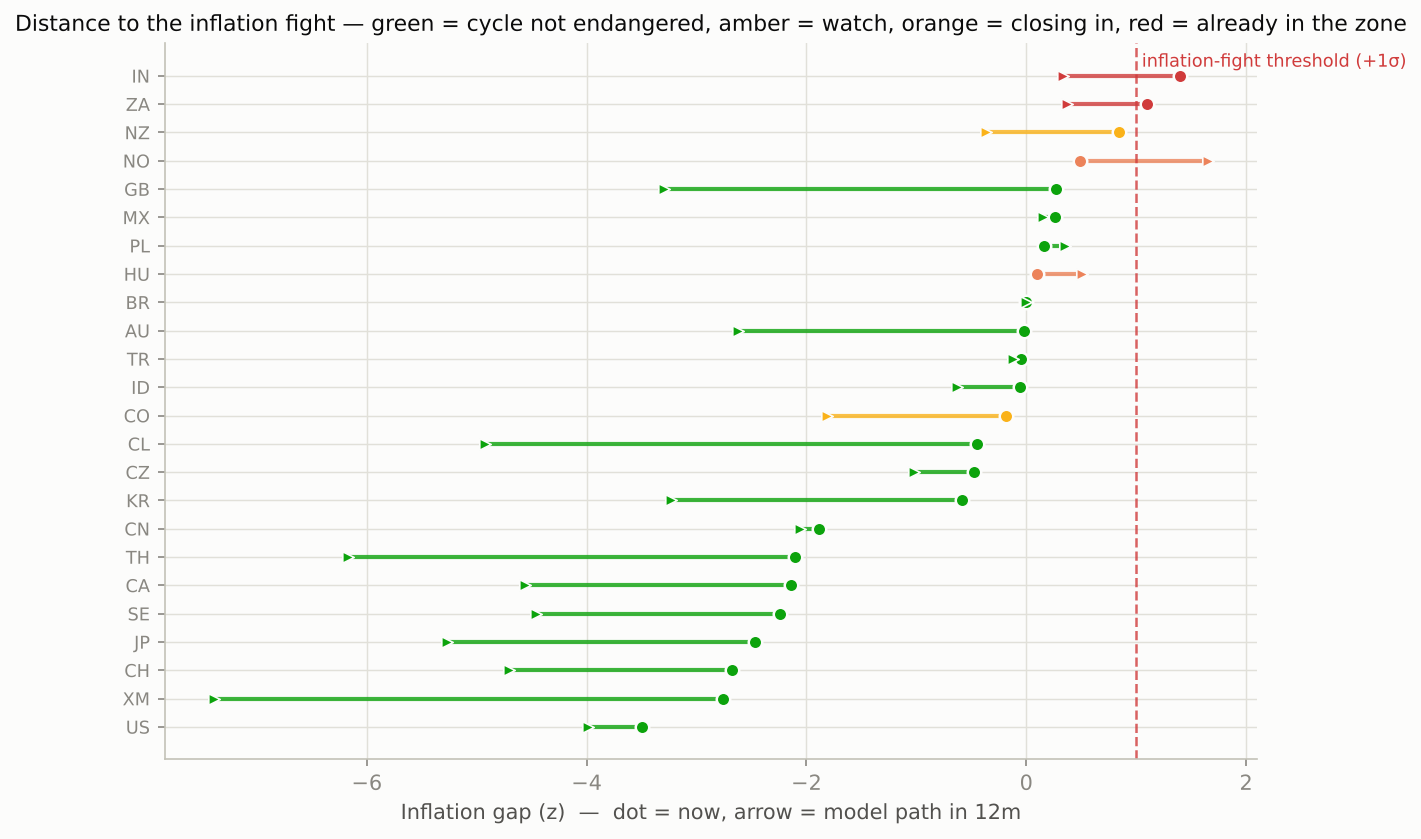 Distance to the inflation fight — green = cycle not endangered, amber = watch, orange = closing in, red = already in the zone
inflation-fight threshold (+1σ)
IN
ZA
NZ
NO
GB
MX
PL
HU
BR
AU
TR
ID
CO
CL
CZ
KR
CN
TH
CA
SE
JP
CH
XM
US
−6 −4 −2 0 2
Inflation gap (z) — dot = now, arrow = model path in 12m